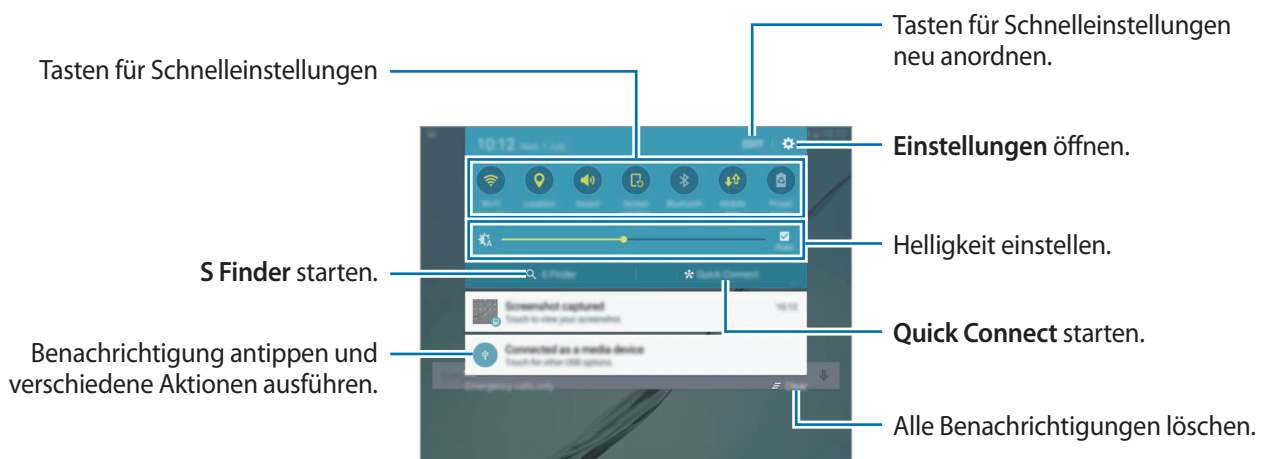 Tasten für Schnelleinstellungen
neu anordnen.
Tasten für Schnelleinstellungen
Einstellungen öffnen.
Helligkeit einstellen.
S Finder starten.
Quick Connect starten.
Benachrichtigung antippen und
verschiedene Aktionen ausführen.
Alle Benachrichtigungen löschen.
10:12 Wed, 1 July
EDIT
Wi-Fi
Location
Sound
Screen
Bluetooth
Mobile
Power
Auto
S Finder
Quick Connect
Screenshot captured
10:12
Touch to view your screenshot.
Connected as a media device
Touch for other USB options.
Emergency calls only
Clear